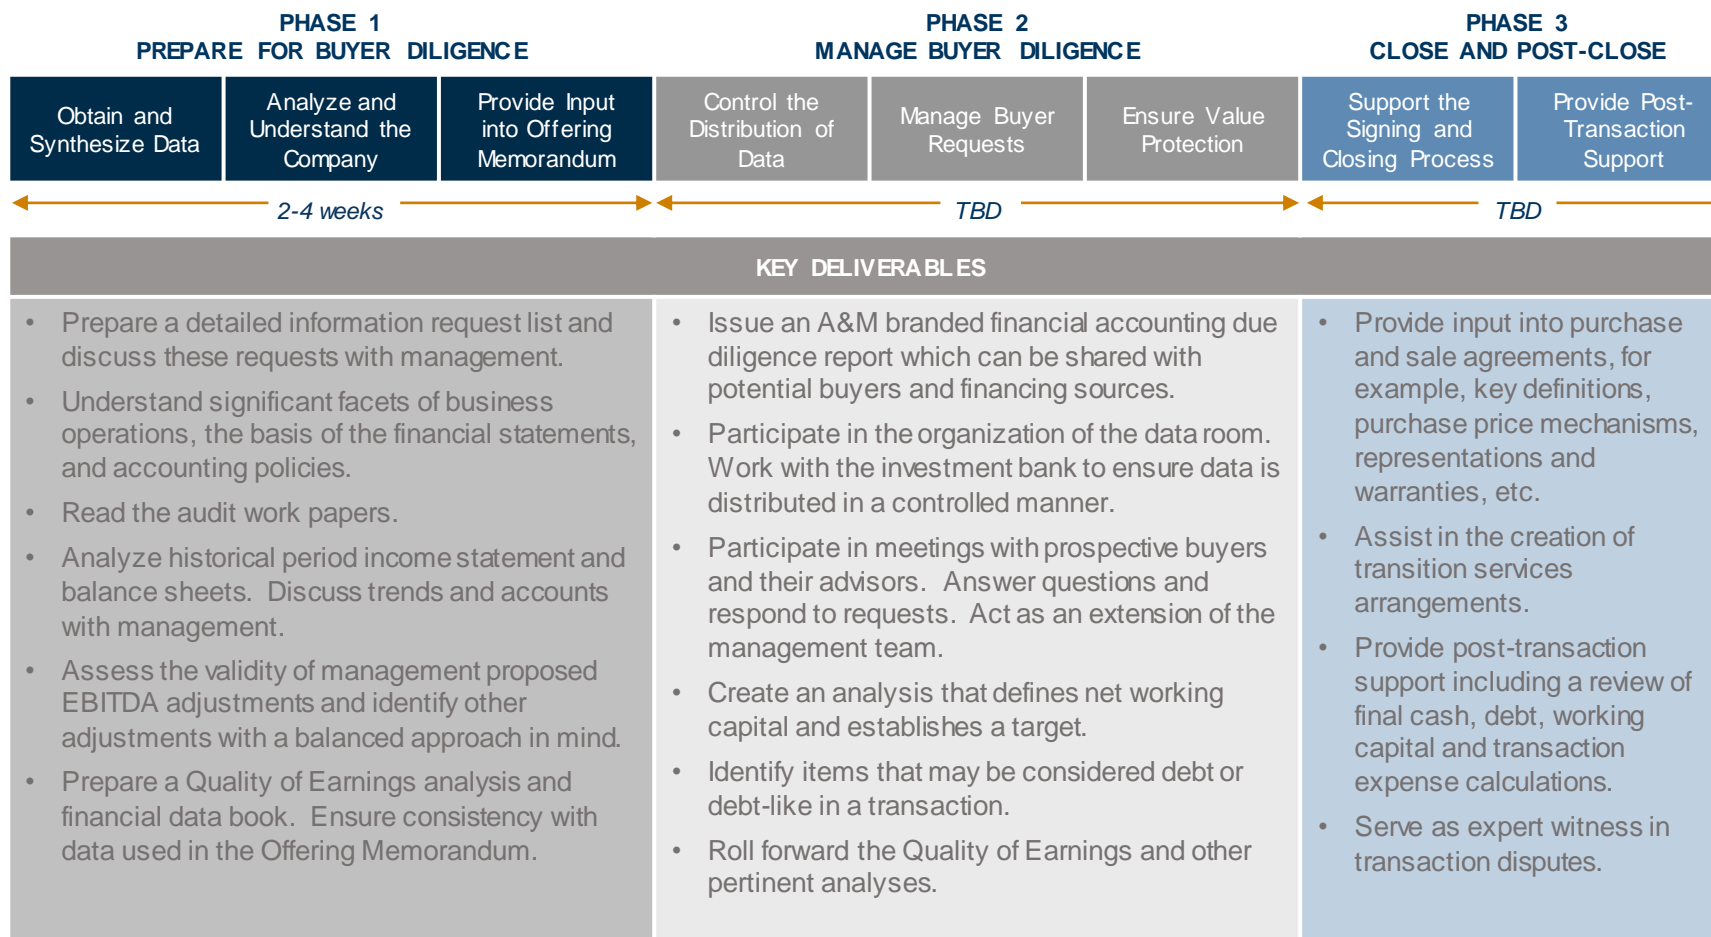 PHASE 1
PREPARE FOR BUYER DILIGENCE
PHASE 2
MANAGE BUYER DILIGENCE
PHASE 3
CLOSE AND POST-CLOSE
Obtain and
Synthesize Data
Analyze and
Understand the
Company
Provide Input
into Offering
Memorandum
Control the
Distribution of
Data
Manage Buyer
Requests
Ensure Value
Protection
Support the
Signing and
Closing Process
Provide Post-
Transaction
Support
2-4 weeks
TBD
TBD
KEY DELIVERABLES
• Prepare a detailed information request list and
discuss these requests with management.
• Understand significant facets of business
operations, the basis of the financial statements,
and accounting policies.
• Read the audit work papers.
• Analyze historical period income statement and
balance sheets. Discuss trends and accounts
with management.
• Assess the validity of management proposed
EBITDA adjustments and identify other
adjustments with a balanced approach in mind.
• Prepare a Quality of Earnings analysis and
financial data book. Ensure consistency with
data used in the Offering Memorandum.
• Issue an A&M branded financial accounting due
diligence report which can be shared with
potential buyers and financing sources.
• Participate in the organization of the data room.
Work with the investment bank to ensure data is
distributed in a controlled manner.
• Participate in meetings with prospective buyers
and their advisors. Answer questions and
respond to requests. Act as an extension of the
management team.
• Create an analysis that defines net working
capital and establishes a target.
• Identify items that may be considered debt or
debt-like in a transaction.
• Roll forward the Quality of Earnings and other
pertinent analyses.
• Provide input into purchase
and sale agreements, for
example, key definitions,
purchase price mechanisms,
representations and
warranties, etc.
• Assist in the creation of
transition services
arrangements.
• Provide post-transaction
support including a review of
final cash, debt, working
capital and transaction
expense calculations.
• Serve as expert witness in
transaction disputes.